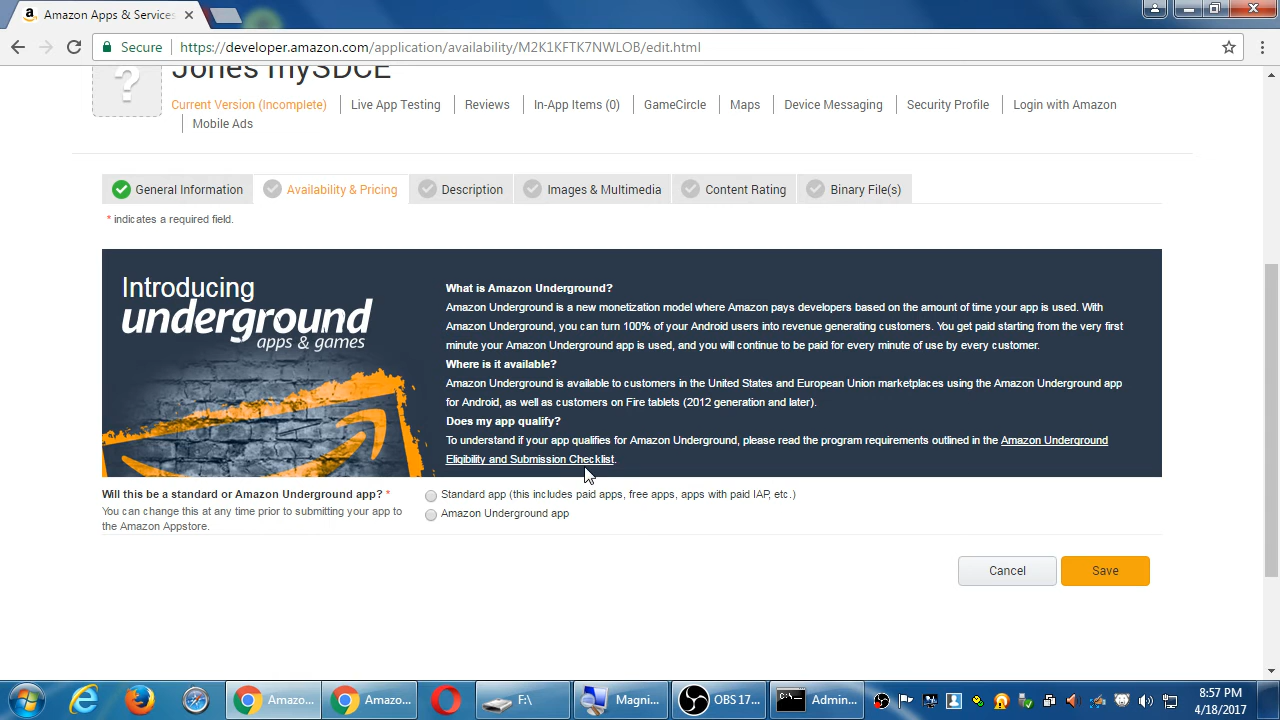 Amazon Apps & Services
Secure
https://developer.amazon.com/application/availability/M2K1KFTK7NWLOB/edit.html
?
Jones mySDCE
Current Version (Incomplete)
Live App Testing
Reviews
In-App Items (0)
GameCircle
Maps
Device Messaging
Security Profile
Login with Amazon
Mobile Ads
General Information
Availability & Pricing
Description
Images & Multimedia
Content Rating
Binary File(s)
* indicates a required field.
Introducing
underground
apps & games
What is Amazon Underground?
Amazon Underground is a new monetization model where Amazon pays developers based on the amount of time your app is used. With
Amazon Underground, you can turn 100% of your Android users into revenue generating customers. You get paid starting from the very first
minute your Amazon Underground app is used, and you will continue to be paid for every minute of use by every customer.
Where is it available?
Amazon Underground is available to customers in the United States and European Union marketplaces using the Amazon Underground app
for Android, as well as customers on Fire tablets (2012 generation and later).
Does my app qualify?
To understand if your app qualifies for Amazon Underground, please read the program requirements outlined in the Amazon Underground
Eligibility and Submission Checklist.
Will this be a standard or Amazon Underground app? *
You can change this at any time prior to submitting your app to
the Amazon Appstore.
Standard app (this includes paid apps, free apps, apps with paid IAP, etc.)
Amazon Underground app
Cancel
Save
Amazo...
Amazo...
F:\
Magni...
OBS 17...
C:\
Admin...
8:57 PM
4/18/2017